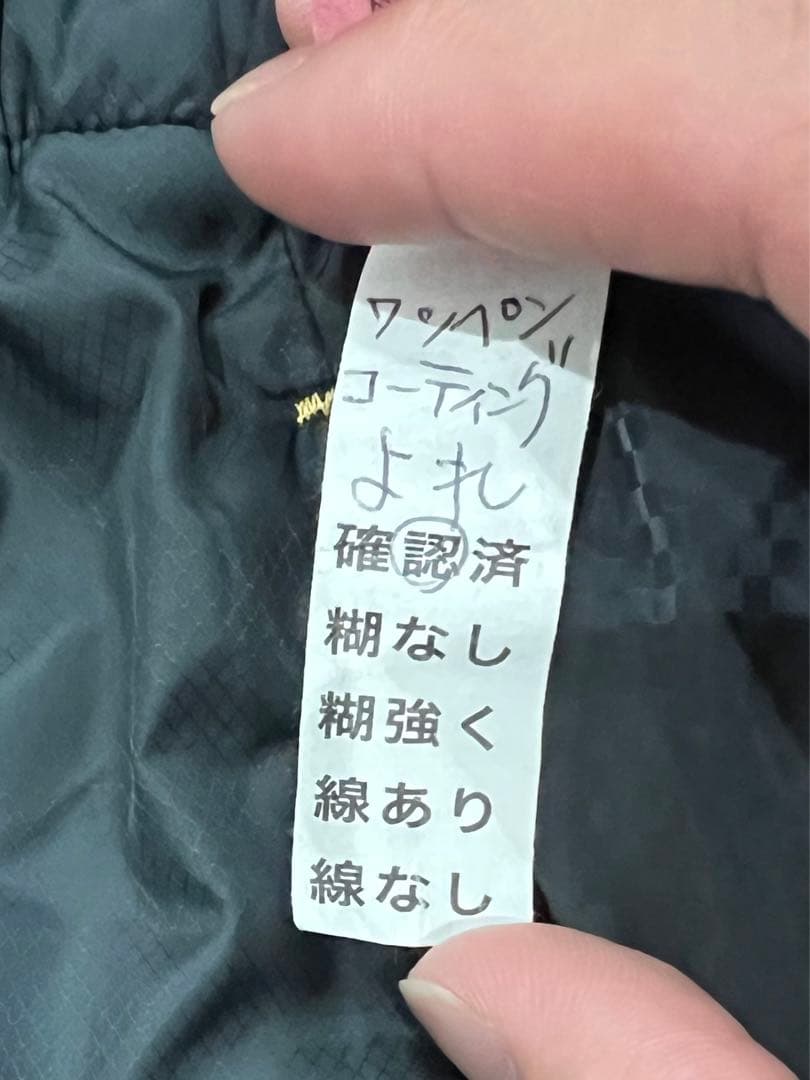 ワッペン
コーティング
よれ
確認済
糊なし
糊強く
線あり
線なし